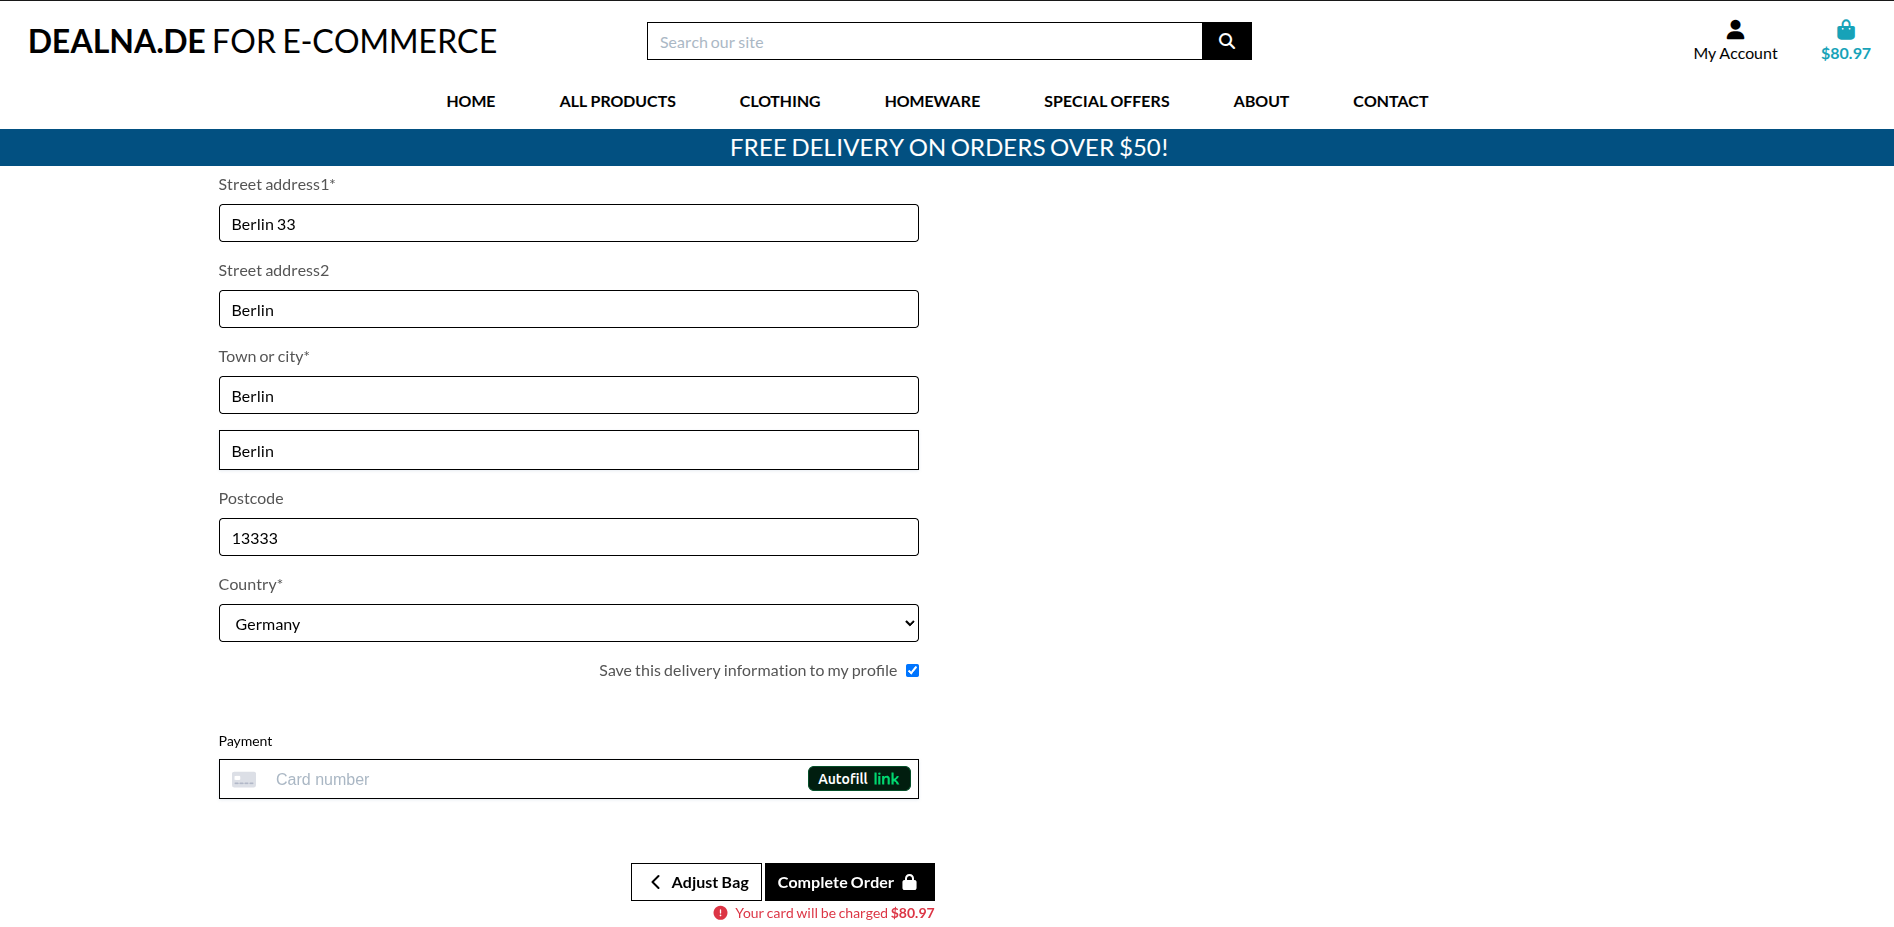 DEALNA.DE FOR E-COMMERCE
Search our site
My Account
$80.97
HOME ALL PRODUCTS CLOTHING HOMEWARE SPECIAL OFFERS ABOUT CONTACT
FREE DELIVERY ON ORDERS OVER $50!
Street address1*
Berlin 33
Street address2
Berlin
Town or city*
Berlin
Berlin
Postcode
13333
Country*
Germany
Save this delivery information to my profile
Payment
Card number
Autofill link
Adjust Bag
Complete Order
Your card will be charged $80.97